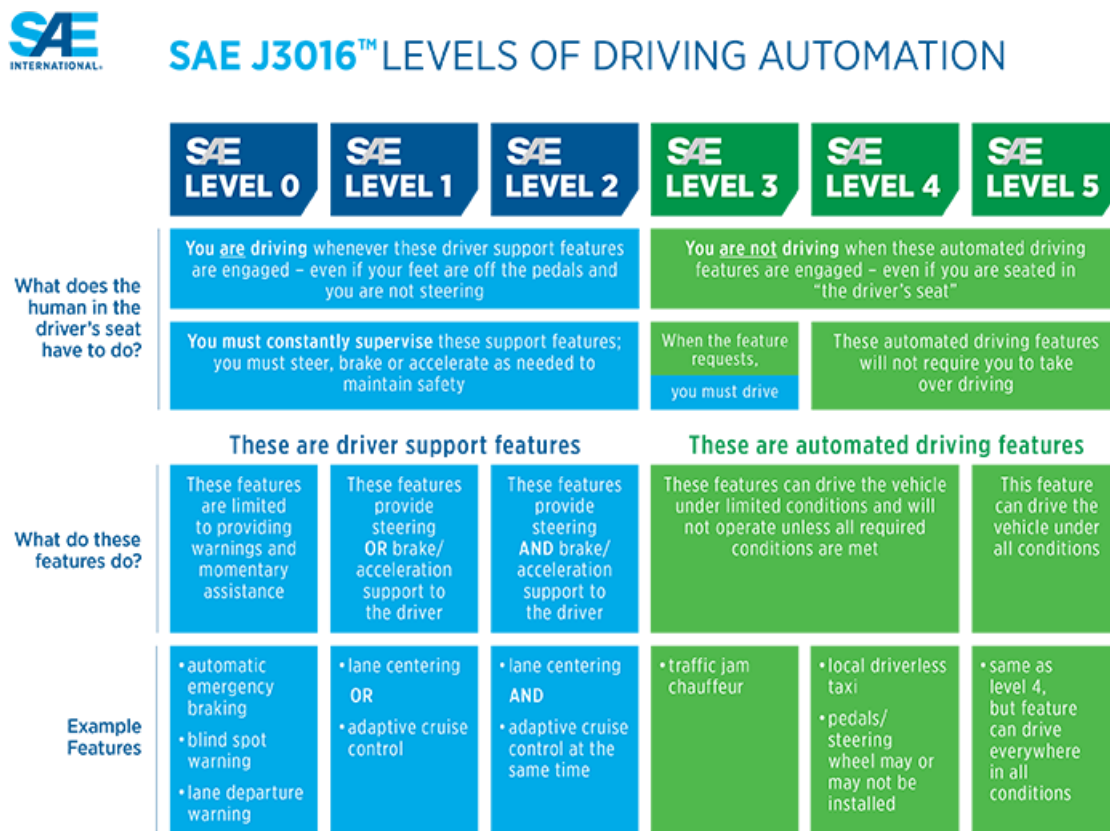 SAE
INTERNATIONAL®
SAE J3016™ LEVELS OF DRIVING AUTOMATION
SAE
LEVEL 0
SAE
LEVEL 1
SAE
LEVEL 2
SAE
LEVEL 3
SAE
LEVEL 4
SAE
LEVEL 5
What does the
human in the
driver's seat
have to do?
You are driving whenever these driver support features
are engaged – even if your feet are off the pedals and
you are not steering
You are not driving when these automated driving
features are engaged – even if you are seated in
“the driver's seat”
You must constantly supervise these support features;
you must steer, brake or accelerate as needed to
maintain safety
When the feature
requests,
you must drive
These automated driving features
will not require you to take
over driving
These are driver support features
These are automated driving features
What do these
features do?
These features
are limited
to providing
warnings and
momentary
assistance
These features
provide
steering
OR brake/
acceleration
support to
the driver
These features
provide
steering
AND brake/
acceleration
support to
the driver
These features can drive the vehicle
under limited conditions and will
not operate unless all required
conditions are met
This feature
can drive the
vehicle under
all conditions
Example
Features
•automatic
emergency
braking
•blind spot
warning
•lane departure
warning
•lane centering
OR
•adaptive cruise
control
•lane centering
AND
•adaptive cruise
control at the
same time
•traffic jam
chauffeur
•local driverless
taxi
•pedals/
steering
wheel may or
may not be
installed
•same as
level 4,
but feature
can drive
everywhere
in all
conditions